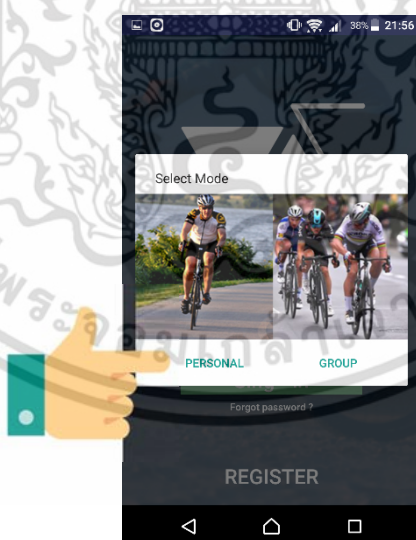 38% 21:56
Select Mode
PERSONAL GROUP
Forgot password ?
REGISTER